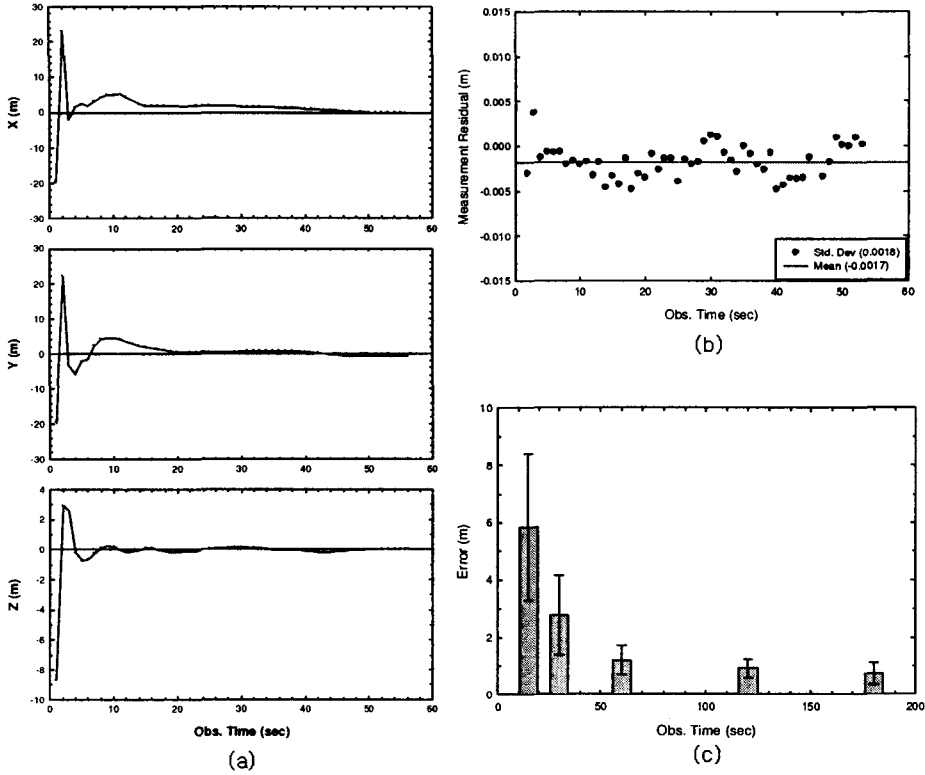 30
20
10
0
-10
-20
-30
X (m)
0 10 20 30 40 50 60
30
20
10
0
-10
-20
-30
Y (m)
0 10 20 30 40 50 60
4
2
0
-2
-4
-6
-8
-10
Z (m)
0 10 20 30 40 50 60
Obs. Time (sec)
(a)
0.015
0.010
0.005
0.000
-0.005
-0.010
-0.015
Measurement Residual (m)
Std. Dev (0.0018)
Mean (-0.0017)
0 10 20 30 40 50 60
Obs. Time (sec)
(b)
10
8
6
4
2
0
Error (m)
0 50 100 150 200
Obs. Time (sec)
(c)